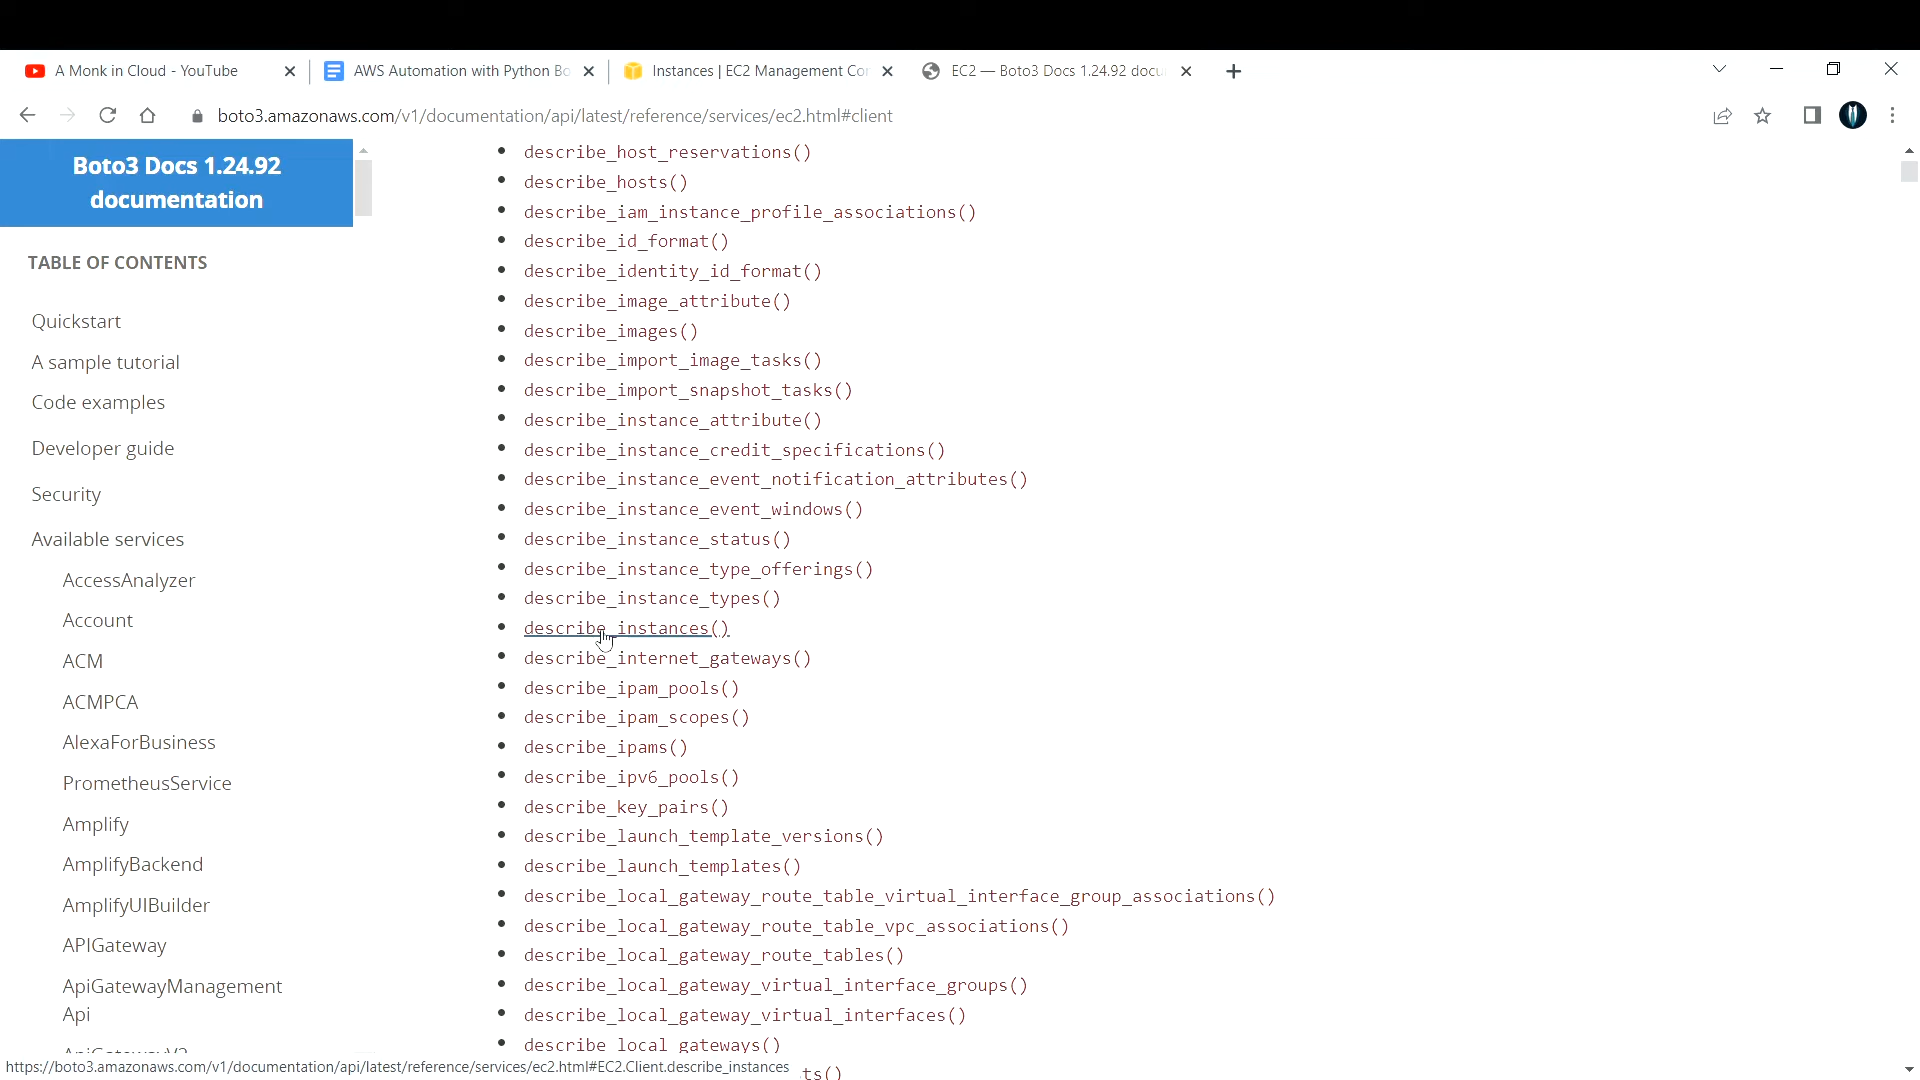 A Monk in Cloud - YouTube
AWS Automation with Python Bo
Instances | EC2 Management Co
EC2 — Boto3 Docs 1.24.92 docu
boto3.amazonaws.com/v1/documentation/api/latest/reference/services/ec2.html#client
Boto3 Docs 1.24.92
documentation
TABLE OF CONTENTS
Quickstart
A sample tutorial
Code examples
Developer guide
Security
Available services
AccessAnalyzer
Account
ACM
ACMPCA
AlexaForBusiness
PrometheusService
Amplify
AmplifyBackend
AmplifyUIBuilder
APIGateway
ApiGatewayManagement
Api
ApiGatewayV2
describe_host_reservations()
describe_hosts()
describe_iam_instance_profile_associations()
describe_id_format()
describe_identity_id_format()
describe_image_attribute()
describe_images()
describe_import_image_tasks()
describe_import_snapshot_tasks()
describe_instance_attribute()
describe_instance_credit_specifications()
describe_instance_event_notification_attributes()
describe_instance_event_windows()
describe_instance_status()
describe_instance_type_offerings()
describe_instance_types()
describe_instances()
describe_internet_gateways()
describe_ipam_pools()
describe_ipam_scopes()
describe_ipams()
describe_ipv6_pools()
describe_key_pairs()
describe_launch_template_versions()
describe_launch_templates()
describe_local_gateway_route_table_virtual_interface_group_associations()
describe_local_gateway_route_table_vpc_associations()
describe_local_gateway_route_tables()
describe_local_gateway_virtual_interface_groups()
describe_local_gateway_virtual_interfaces()
describe_local_gateways()
ts()
https://boto3.amazonaws.com/v1/documentation/api/latest/reference/services/ec2.html#EC2.Client.describe_instances